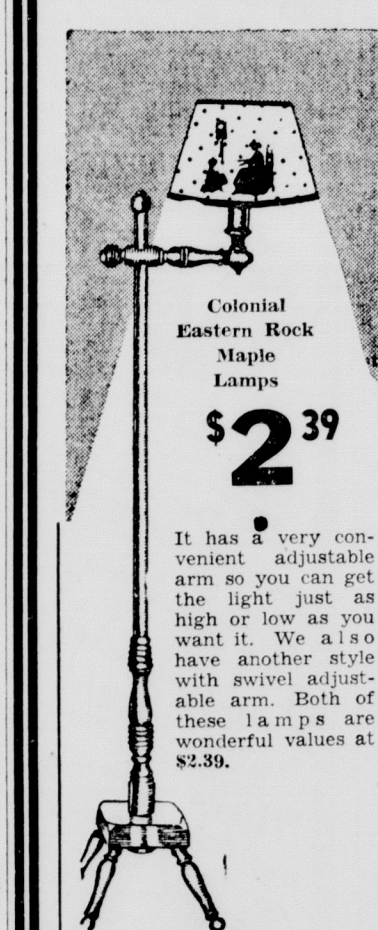 Colonial
Eastern Rock
Maple
Lamps
$2 39
It has a very con-
venient adjustable
arm so you can get
the light just as
high or low as you
want it. We also
have another style
with swivel adjust-
able arm. Both of
these lamps are
wonderful values at
$2.39.